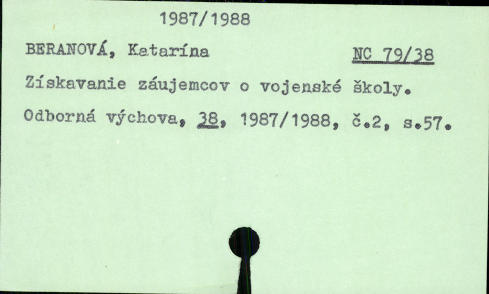 1987/1988
BERANOVÁ, Katarína NC 79/38
Získavanie záujemcov o vojenské školy.
Odborná výchova, 38, 1987/1988, č.2, s.57.